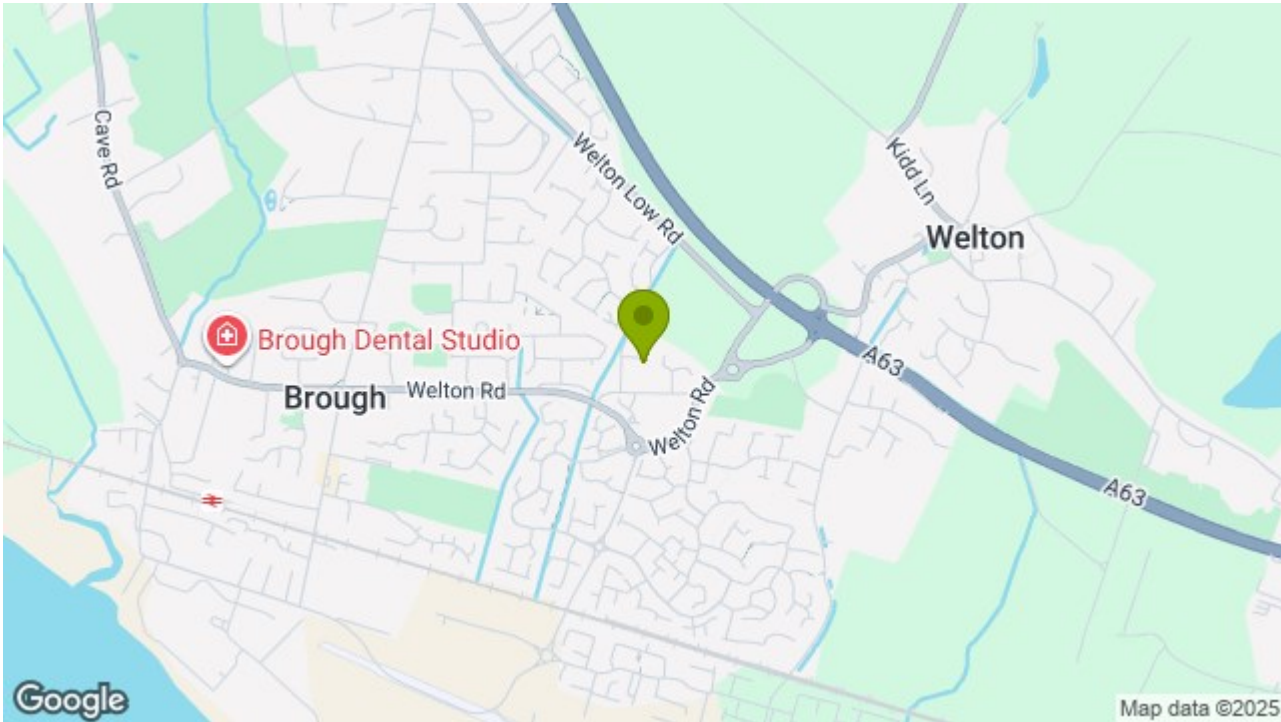 Cave Rd
Welton Low Rd
Kidd Ln
Welton
Brough Dental Studio
Brough
Welton Rd
Welton Rd
A63
A63
Google
Map data ©2025